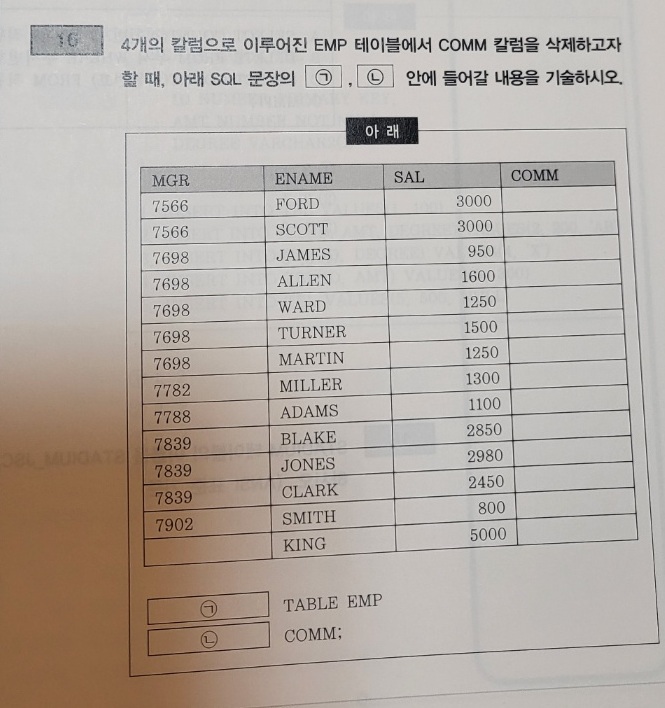 16
4개의 칼럼으로 이루어진 EMP 테이블에서 COMM 칼럼을 삭제하고자
할 때, 아래 SQL 문장의 ㉠ , ㉡ 안에 들어갈 내용을 기술하시오.
아 래
MGR ENAME SAL COMM
7566 FORD 3000
7566 SCOTT 3000
7698 JAMES 950
7698 ALLEN 1600
7698 WARD 1250
7698 TURNER 1500
7698 MARTIN 1250
7782 MILLER 1300
7788 ADAMS 1100
7839 BLAKE 2850
7839 JONES 2980
7839 CLARK 2450
7902 SMITH 800
KING 5000
㉠ TABLE EMP
㉡ COMM;